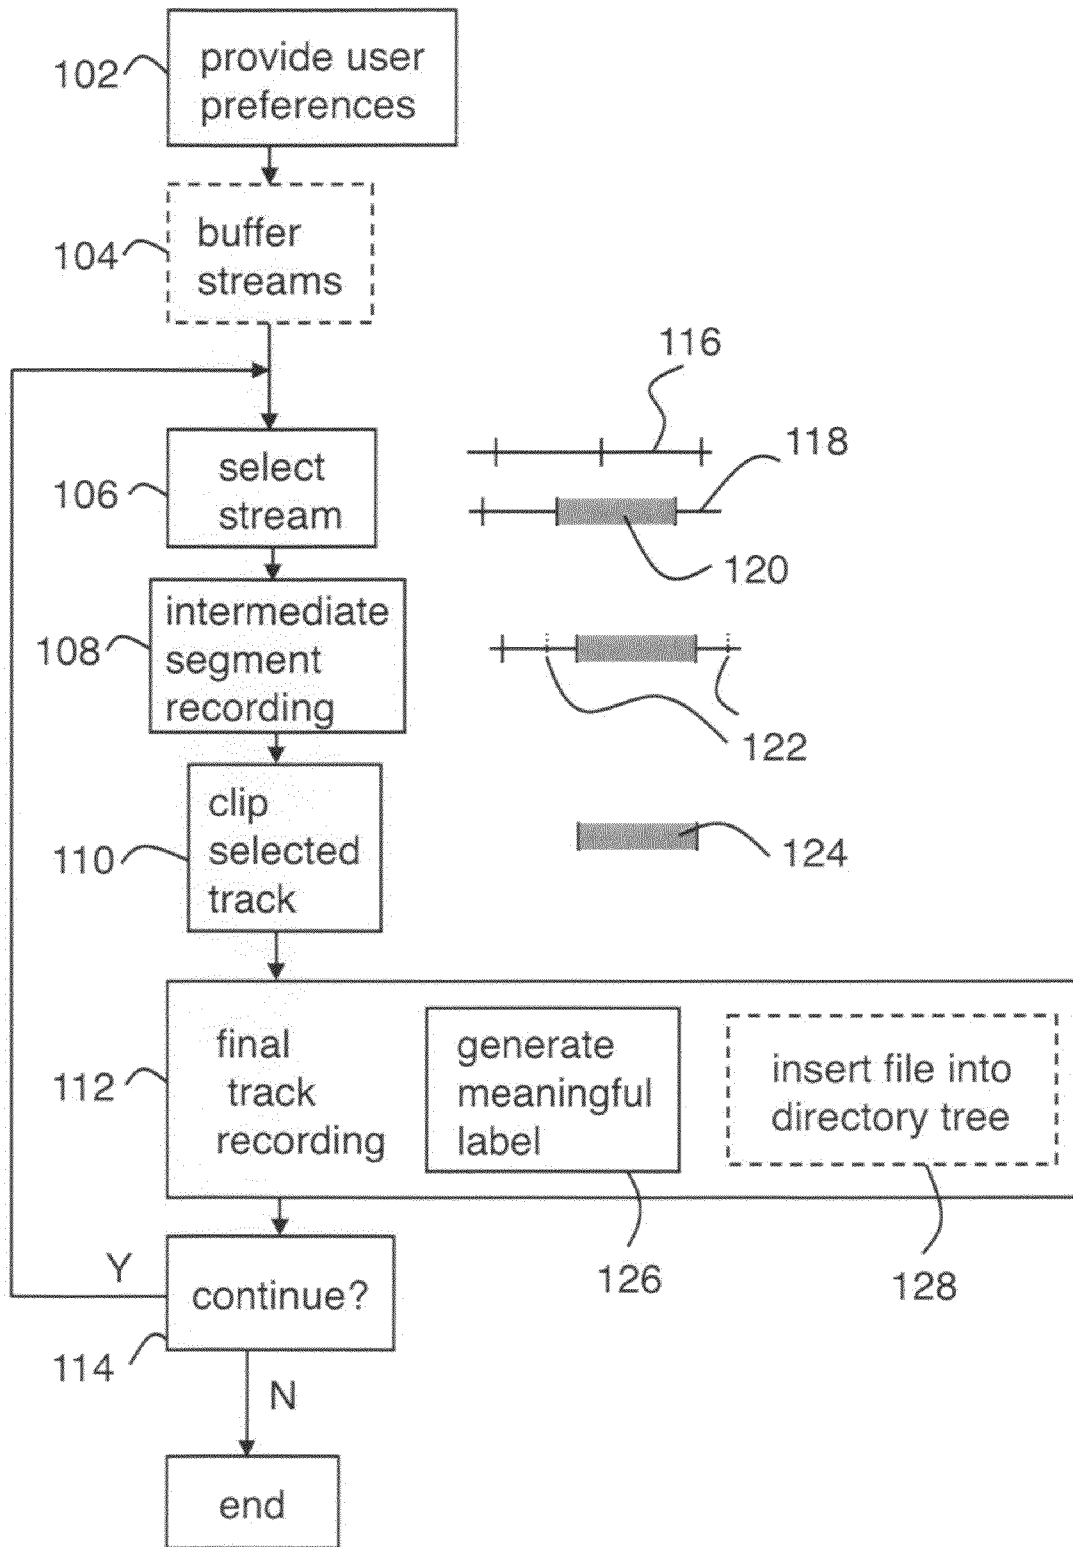 102
provide user
preferences
104
buffer
streams
116
118
106
select
stream
120
108
intermediate
segment
recording
122
110
clip
selected
track
124
112
final
track
recording
generate
meaningful
label
insert file into
directory tree
126
128
Y
continue?
114
N
end